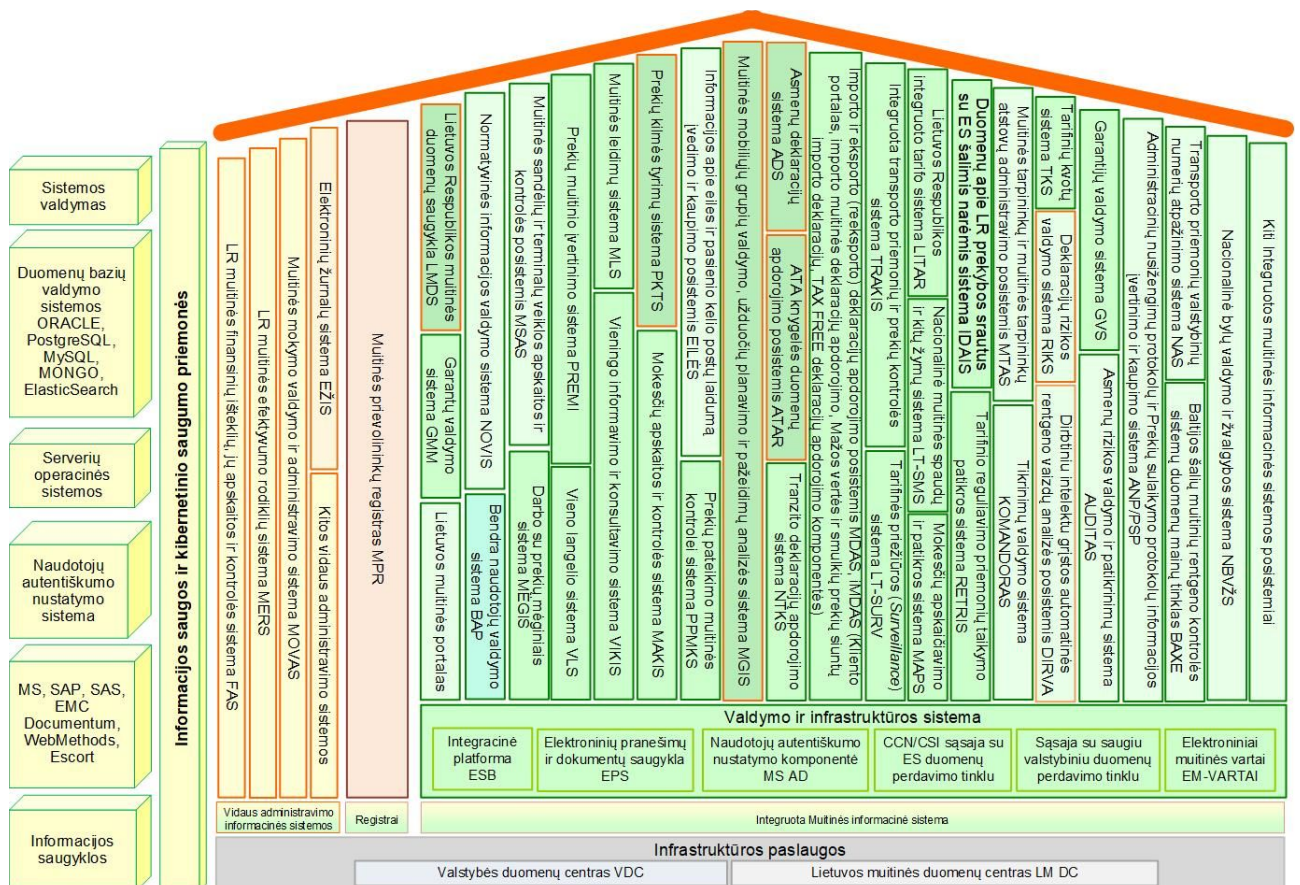 Sistemos
valdymas
Duomenų bazių
valdymo
sistemos
ORACLE,
PostgreSQL,
MySQL,
MONGO,
ElasticSearch
Serverių
operacinės
sistemos
Naudotojų
autentiškumo
nustatymo
sistema
MS, SAP, SAS,
EMC
Documentum,
WebMethods,
Escort
Informacijos
saugyklos
Informacijos saugos ir kibernetinio saugumo priemonės
LR muitinės finansinių išteklių, jų apskaitos ir kontrolės sistema FAS
LR muitinės efektyvumo rodiklių sistema MERS
Muitinės mokymo valdymo ir administravimo sistema MOVAS
Elektroninių žurnalų sistema EŽIS
Kitos vidaus administravimo sistemos
Muitinės prievolininkų registras MPR
Lietuvos Respublikos muitinės
duomenų saugykla LMDS
Garantų valdymo
sistema GMM
Lietuvos muitinės portalas
Normatyvinės informacijos valdymo sistema NOVIS
Bendra naudotojų valdymo
sistema BAP
Muitinės sandėlių ir terminalų veiklos apskaitos ir
kontrolės posistemis MSAS
Darbo su prekių mėginiais
sistema MĖGIS
Prekių muitinio įvertinimo sistema PREMI
Vieno langelio sistema VLS
Muitinės leidimų sistema MLS
Vieningo informavimo ir konsultavimo sistema VIKIS
Prekių kilmės tyrimų sistema PKTS
Mokesčių apskaitos ir kontrolės sistema MAKIS
Informacijos apie eiles ir pasienio kelio postų laidumą
įvedimo ir kaupimo posistemis EILĖS
Prekių pateikimo muitinės
kontrolei sistema PPMKS
Muitinės mobiliųjų grupių valdymo, užduočių planavimo ir pažeidimų analizės sistema MGIS
Asmenų deklaracijų
sistema ADS
ATA knygelės duomenų
apdorojimo posistemis ATAR
Tranzito deklaracijų apdorojimo
sistema NTKS
Importo ir eksporto (reeksporto) deklaracijų apdorojimo posistemis MDAS, iMDAS (Kliento
portalas, importo muitinės deklaracijų apdorojimo, Mažos vertės ir smulkių prekių siuntų
importo deklaracijų, TAX FREE deklaracijų apdorojimo komponentės)
Integruota transporto priemonių ir prekių kontrolės
sistema TRAKIS
Tarifinės priežiūros (Surveillance)
sistema LT-SURV
Lietuvos Respublikos
integruoto tarifo sistema LITAR
Nacionalinė muitinės spaudų
ir kitų žymų sistema LT-SMS
Mokesčių apskaičiavimo
ir patikros sistema MAPS
Duomenų apie LR prekybos srautus
su ES šalimis narėmis sistema IDAIS
Tarifinio reguliavimo priemonių taikymo
patikros sistema RETRIS
Muitinės tarpininkų ir muitinės tarpininkų
atstovų administravimo posistemis MTAS
Tikrinimų valdymo sistema
KOMANDORAS
Tarifinių kvotų
sistema TKS
Deklaracijų rizikos
valdymo sistema RIKS
Dirbtiniu intelektu grįstos automatinės
rentgeno vaizdų analizės posistemis DIRVA
Garantijų valdymo sistema GVS
Asmenų rizikos valdymo ir patikrinimų sistema
AUDITAS
Administracinių nusižengimų protokolų ir Prekių sulaikymo protokolų informacijos
įvertinimo ir kaupimo sistema ANP/PSP
Transporto priemonių valstybinių
numerių atpažinimo sistema NAS
Baltijos šalių muitinių rentgeno kontrolės
sistemų duomenų mainų tinklas BAXE
Nacionalinė bylų valdymo ir žvalgybos sistema NBVŽS
Kiti Integruotos muitinės informacinės sistemos posistemiai
Valdymo ir infrastruktūros sistema
Integracinė
platforma
ESB
Elektroninių pranešimų
ir dokumentų saugykla
EPS
Naudotojų autentiškumo
nustatymo komponentė
MS AD
CCN/CSI sąsaja su
ES duomenų
perdavimo tinklu
Sąsaja su saugiu
valstybiniu duomenų
perdavimo tinklu
Elektroniniai
muitinės vartai
EM-VARTAI
Vidaus administravimo
informacinės sistemos
Registrai
Integruota Muitinės informacinė sistema
Infrastruktūros paslaugos
Valstybės duomenų centras VDC
Lietuvos muitinės duomenų centras LM DC